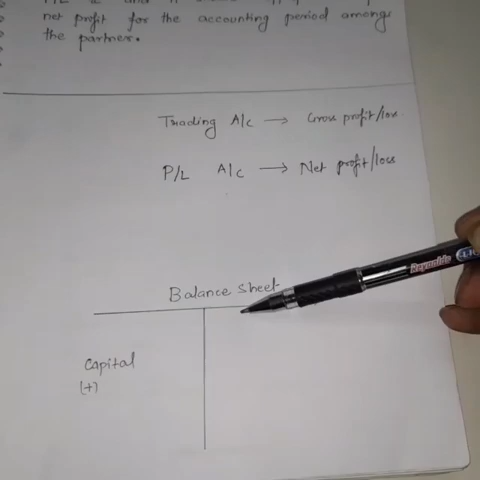 net profit for the accounting period among
the partner.
Trading A/c → Gross profit/loss
P/L A/c → Net profit/loss
Balance sheet
Capital
(+)
Reynolds